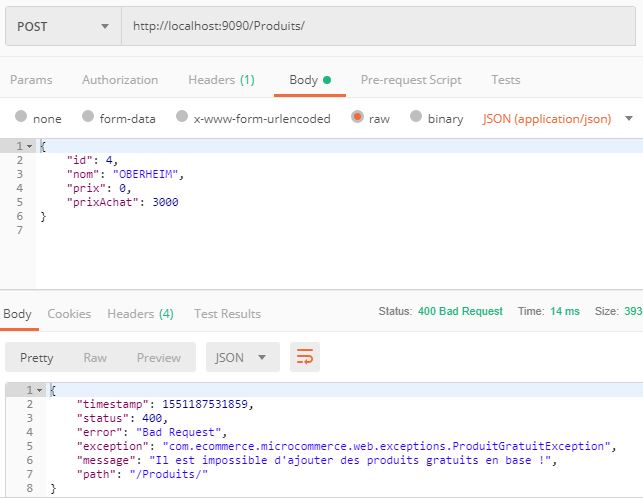 POST http://localhost:9090/Produits/
Params Authorization Headers (1) Body Pre-request Script Tests
none form-data x-www-form-urlencoded raw binary JSON (application/json)
1 {
2 "id": 4,
3 "nom": "OBERHEIM",
4 "prix": 0,
5 "prixAchat": 3000
6 }
7
Body Cookies Headers (4) Test Results Status: 400 Bad Request Time: 14 ms Size: 393
Pretty Raw Preview JSON
1 {
2 "timestamp": 1551187531859,
3 "status": 400,
4 "error": "Bad Request",
5 "exception": "com.ecommerce.microcommerce.web.exceptions.ProduitGratuitException",
6 "message": "Il est impossible d'ajouter des produits gratuits en base !",
7 "path": "/Produits/"
8 }